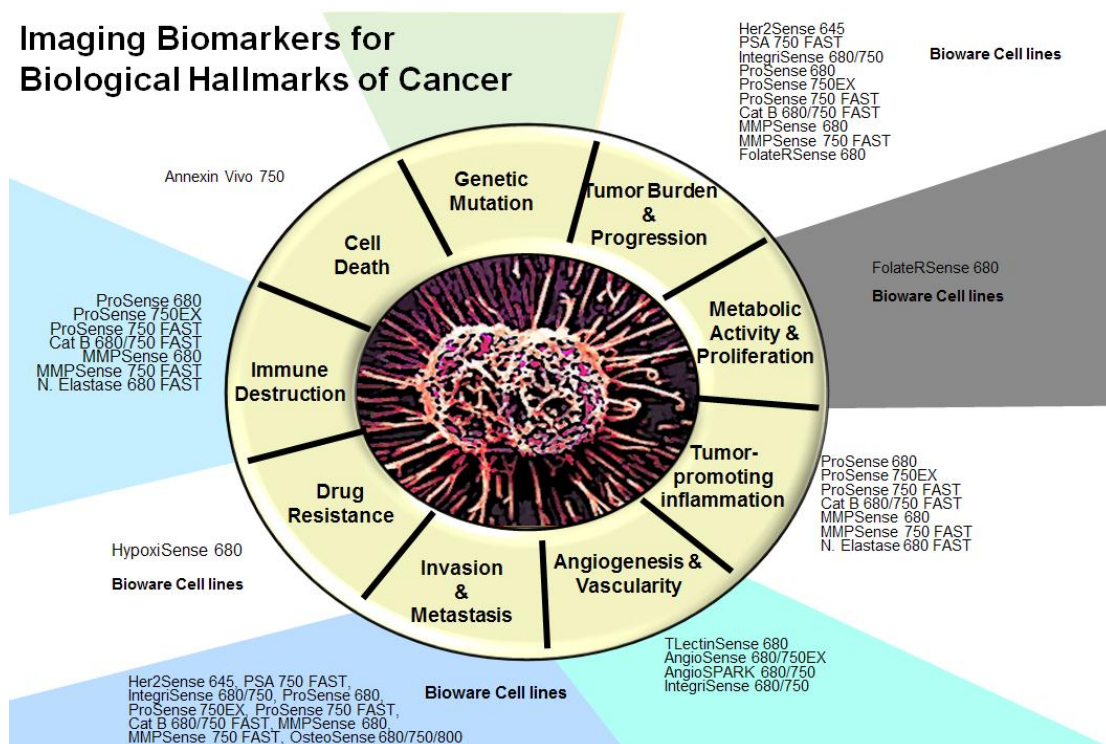 Imaging Biomarkers for
Biological Hallmarks of Cancer
Her2Sense 645
PSA 750 FAST
IntegriSense 680/750
ProSense 680
ProSense 750EX
ProSense 750 FAST
Cat B 680/750 FAST
MMPSense 680
MMPSense 750 FAST
FolateRSense 680
Bioware Cell lines
Annexin Vivo 750
Genetic
Mutation
Tumor Burden
&
Progression
Cell
Death
FolateRSense 680
Bioware Cell lines
Metabolic
Activity &
Proliferation
ProSense 680
ProSense 750EX
ProSense 750 FAST
Cat B 680/750 FAST
MMPSense 680
MMPSense 750 FAST
N. Elastase 680 FAST
Immune
Destruction
Tumor-
promoting
inflammation
ProSense 680
ProSense 750EX
ProSense 750 FAST
Cat B 680/750 FAST
MMPSense 680
MMPSense 750 FAST
N. Elastase 680 FAST
Drug
Resistance
HypoxiSense 680
Bioware Cell lines
Invasion
&
Metastasis
Angiogenesis &
Vascularity
TLectinSense 680
AngioSense 680/750EX
AngioSPARK 680/750
IntegriSense 680/750
Her2Sense 645, PSA 750 FAST,
IntegriSense 680/750, ProSense 680,
ProSense 750EX, ProSense 750 FAST,
Cat B 680/750 FAST, MMPSense 680,
MMPSense 750 FAST, OsteoSense 680/750/800
Bioware Cell lines